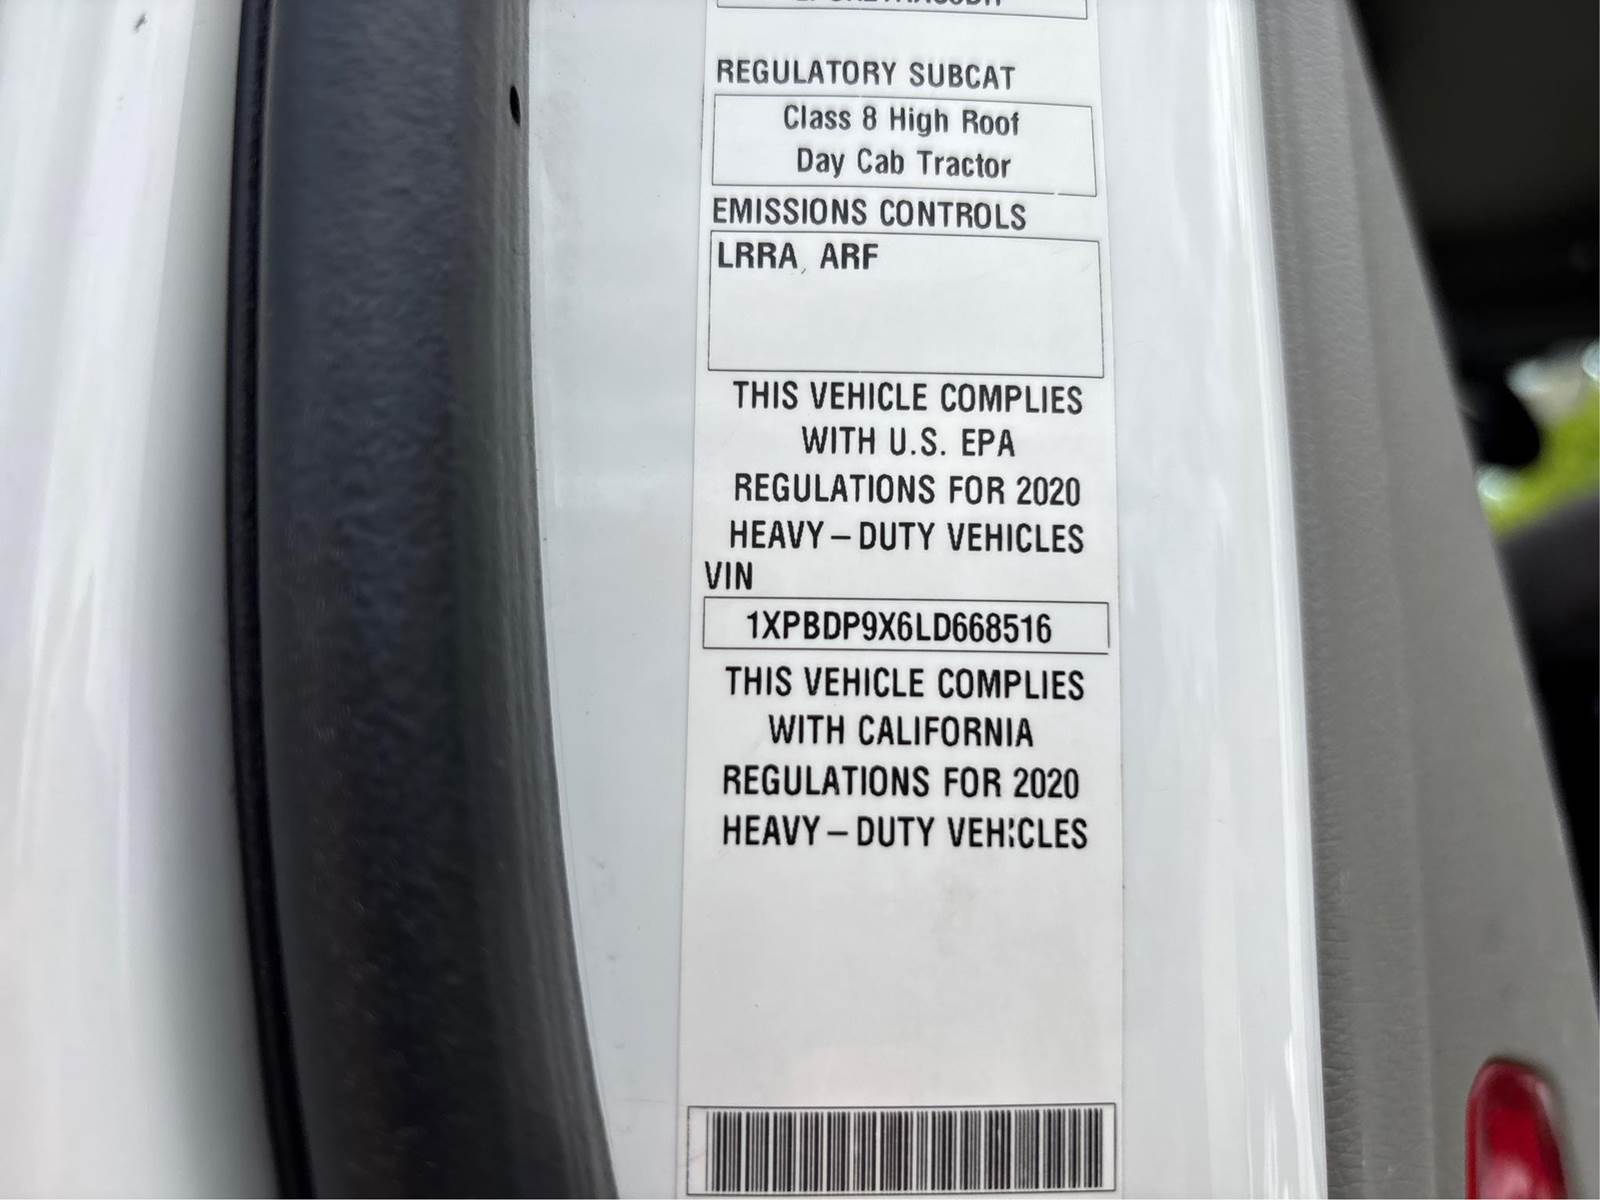 REGULATORY SUBCAT
Class 8 High Roof
Day Cab Tractor
EMISSIONS CONTROLS
LRRA, ARF
THIS VEHICLE COMPLIES
WITH U.S. EPA
REGULATIONS FOR 2020
HEAVY-DUTY VEHICLES
VIN
1XPBDP9X6LD668516
THIS VEHICLE COMPLIES
WITH CALIFORNIA
REGULATIONS FOR 2020
HEAVY-DUTY VEHICLES